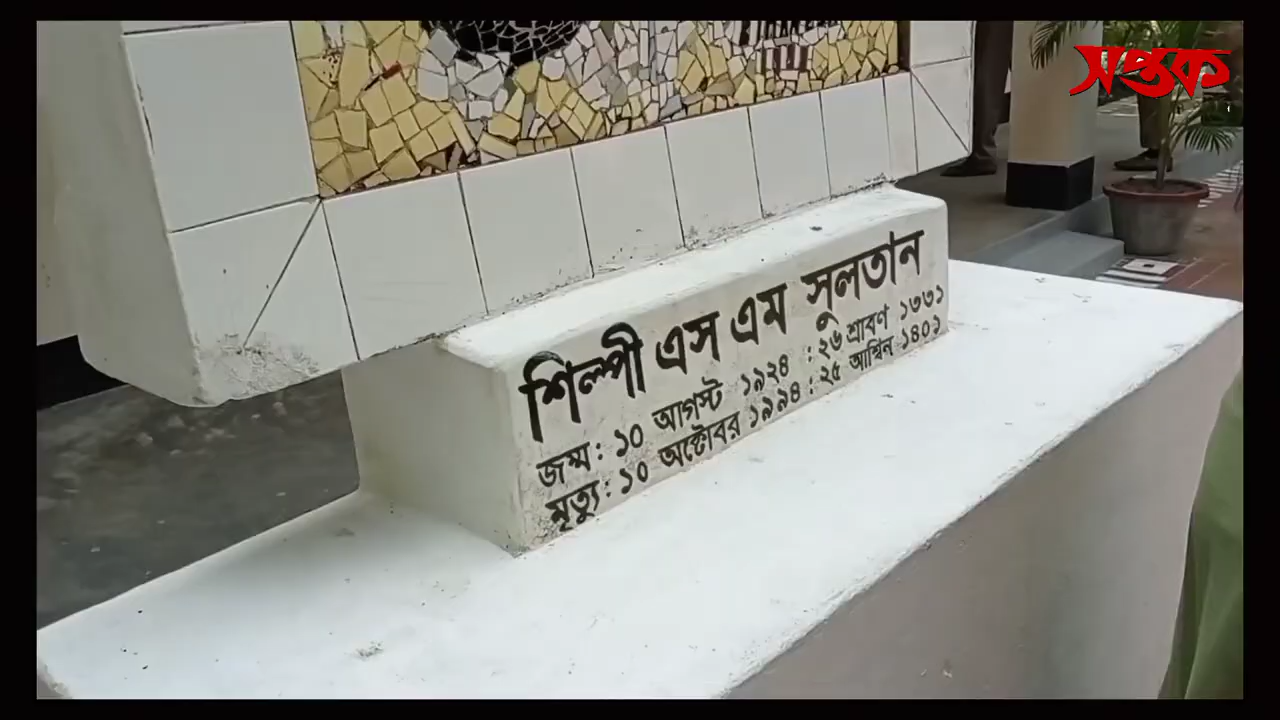 সপ্তক
শিল্পী এস এম সুলতান
জন্ম : ১০ আগস্ট ১৯২৪ : ২৬ শ্রাবণ ১৩৩১
মৃত্যু : ১০ অক্টোবর ১৯৯৪ : ২৫ আশ্বিন ১৪০১